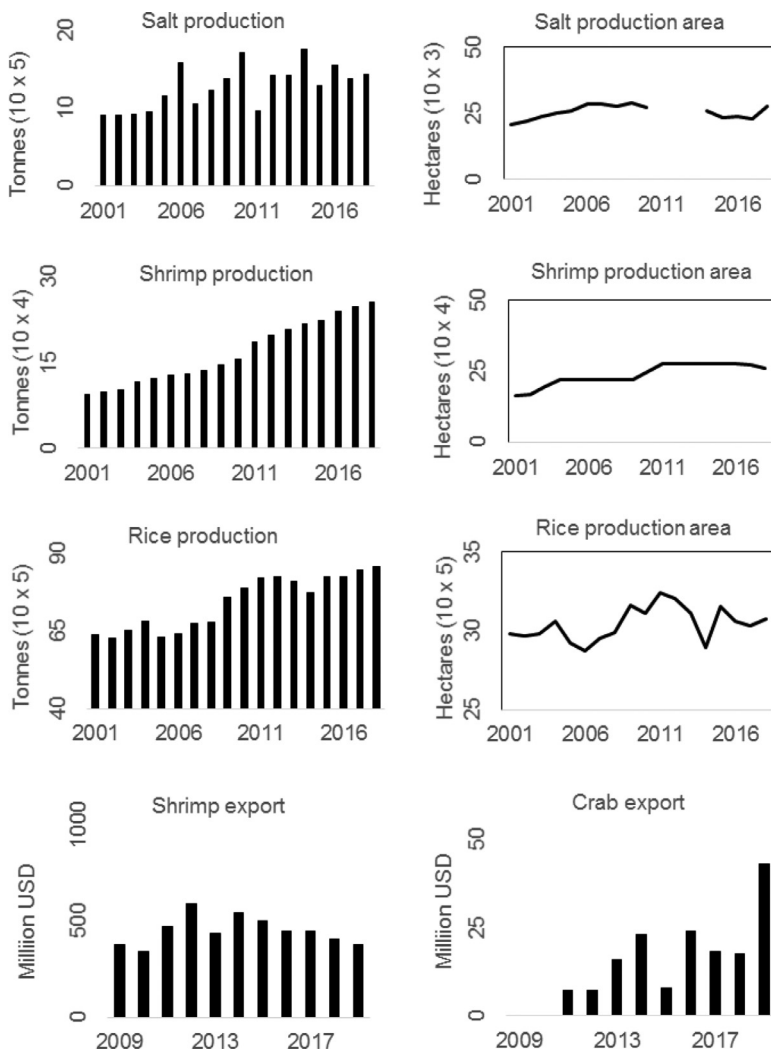 Salt production
Tonnes (10 x 5)
20
10
0
2001 2006 2011 2016
Salt production area
Hectares (10 x 3)
50
25
0
2001 2006 2011 2016
Shrimp production
Tonnes (10 x 4)
30
15
0
2001 2006 2011 2016
Shrimp production area
Hectares (10 x 4)
50
25
0
2001 2006 2011 2016
Rice production
Tonnes (10 x 5)
90
65
40
2001 2006 2011 2016
Rice production area
Hectares (10 x 5)
35
30
25
2001 2006 2011 2016
Shrimp export
Milliion USD
1000
500
0
2009 2013 2017
Crab export
Milliion USD
50
25
0
2009 2013 2017